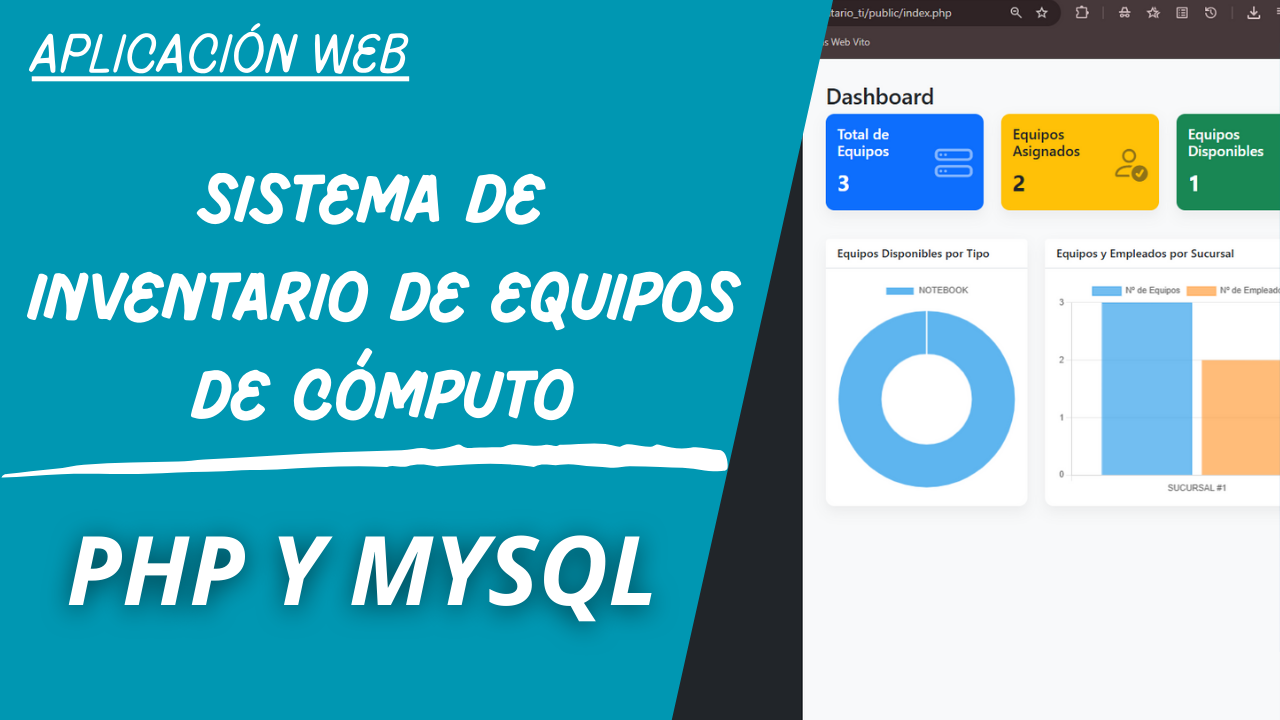 APLICACIÓN WEB
SISTEMA DE
INVENTARIO DE EQUIPOS
DE CÓMPUTO
PHP Y MYSQL
tario_ti/public/index.php
s Web Vito
Dashboard
Total de
Equipos
3
Equipos
Asignados
2
Equipos
Disponibles
1
Equipos Disponibles por Tipo
NOTEBOOK
Equipos y Empleados por Sucursal
Nº de Equipos
Nº de Emplead
3
2
1
0
SUCURSAL #1